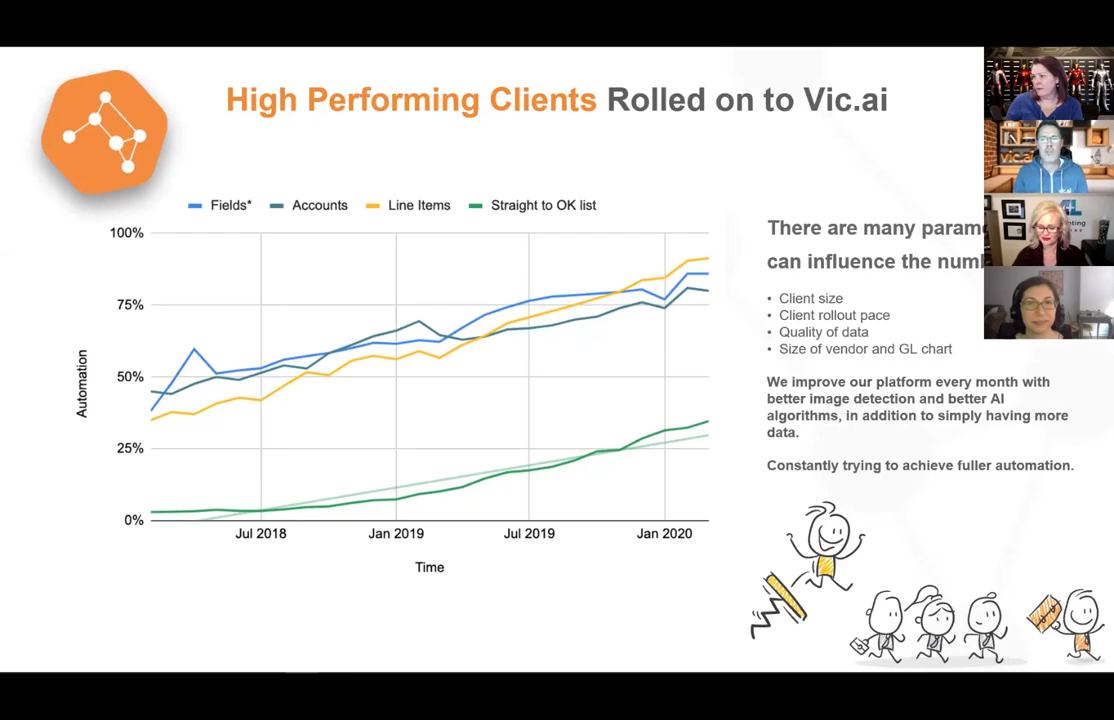 High Performing Clients Rolled on to Vic.ai
Fields* Accounts Line Items Straight to OK list
100%
75%
50%
25%
0%
Automation
Jul 2018 Jan 2019 Jul 2019 Jan 2020
Time
There are many
can influence the
• Client size
• Client rollout pace
• Quality of data
• Size of vendor and GL chart
We improve our platform every month with
better image detection and better AI
algorithms, in addition to simply having more
data.
Constantly trying to achieve fuller automation.
vic.ai